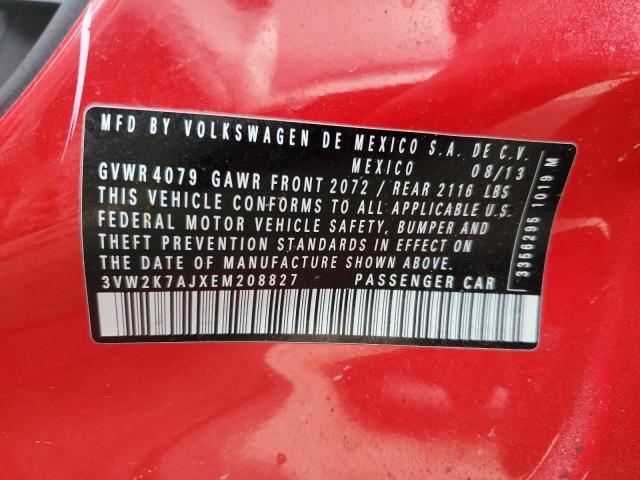 MFD BY VOLKSWAGEN DE MEXICO S.A. DE C.V.
MEXICO 08/13
GVWR 4079 GAWR FRONT 2072 / REAR 2116 LBS
THIS VEHICLE CONFORMS TO ALL APPLICABLE U.S.
FEDERAL MOTOR VEHICLE SAFETY, BUMPER AND
THEFT PREVENTION STANDARDS IN EFFECT ON
THE DATE OF MANUFACTURE SHOWN ABOVE.
3VW2K7AJXEM208827 PASSENGER CAR
3356295 1019 M